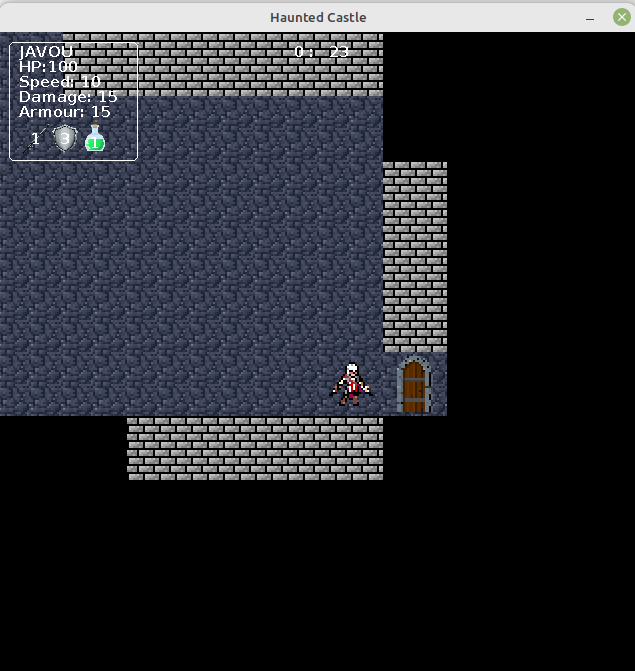 Haunted Castle
JAVOU
0: 23
HP:100
Speed: 10
Damage: 15
Armour: 15
1 3 1